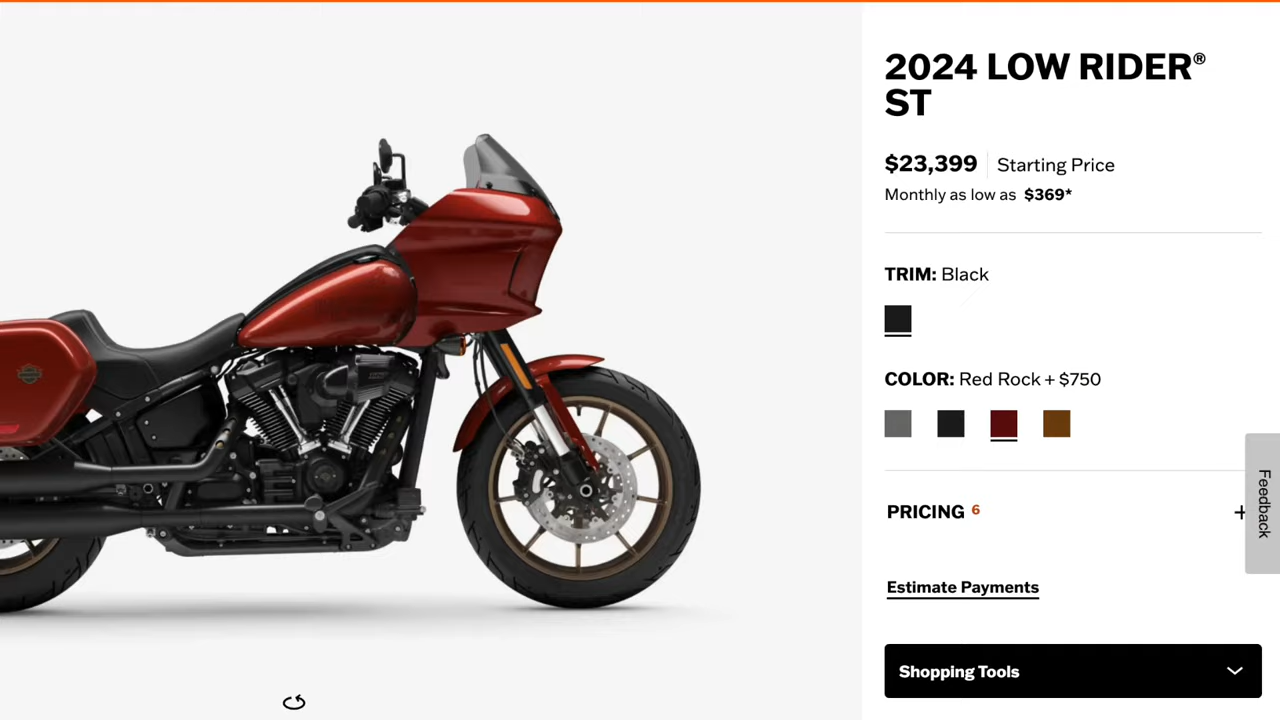 2024 LOW RIDER®
ST
$23,399 Starting Price
Monthly as low as $369*
TRIM: Black
COLOR: Red Rock + $750
PRICING 6
+
Feedback
Estimate Payments
Shopping Tools